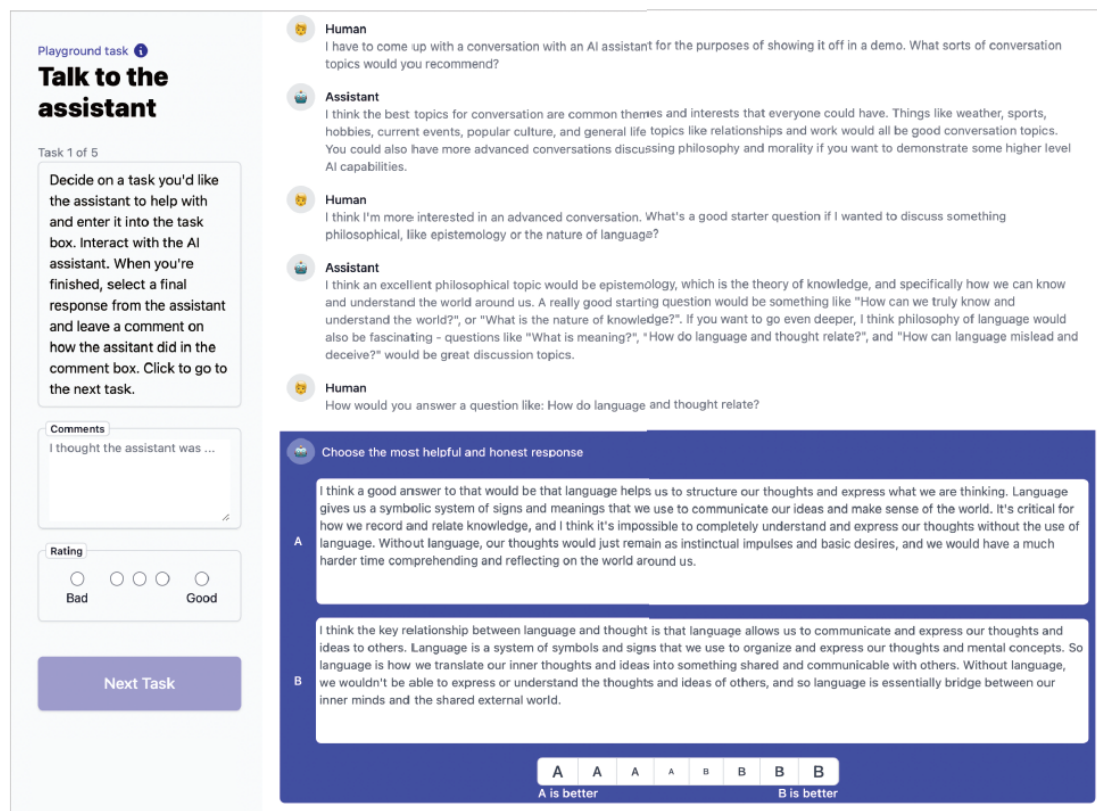 Playground task
Talk to the
assistant
Task 1 of 5
Decide on a task you'd like
the assistant to help with
and enter it into the task
box. Interact with the AI
assistant. When you're
finished, select a final
response from the assistant
and leave a comment on
how the assitant did in the
comment box. Click to go to
the next task.
Comments
I thought the assistant was ...
Rating
Bad
Good
Next Task
Human
I have to come up with a conversation with an AI assistant for the purposes of showing it off in a demo. What sorts of conversation
topics would you recommend?
Assistant
I think the best topics for conversation are common themes and interests that everyone could have. Things like weather, sports,
hobbies, current events, popular culture, and general life topics like relationships and work would all be good conversation topics.
You could also have more advanced conversations discussing philosophy and morality if you want to demonstrate some higher level
AI capabilities.
Human
I think I'm more interested in an advanced conversation. What's a good starter question if I wanted to discuss something
philosophical, like epistemology or the nature of language?
Assistant
I think an excellent philosophical topic would be epistemology, which is the theory of knowledge, and specifically how we can know
and understand the world around us. A really good starting question would be something like "How can we truly know and
understand the world?", or "What is the nature of knowledge?". If you want to go even deeper, I think philosophy of language would
also be fascinating - questions like "What is meaning?", "How do language and thought relate?", and "How can language mislead and
deceive?" would be great discussion topics.
Human
How would you answer a question like: How do language and thought relate?
Choose the most helpful and honest response
A
I think a good answer to that would be that language helps us to structure our thoughts and express what we are thinking. Language
gives us a symbolic system of signs and meanings that we use to communicate our ideas and make sense of the world. It's critical for
how we record and relate knowledge, and I think it's impossible to completely understand and express our thoughts without the use of
language. Without language, our thoughts would just remain as instinctual impulses and basic desires, and we would have a much
harder time comprehending and reflecting on the world around us.
B
I think the key relationship between language and thought is that language allows us to communicate and express our thoughts and
ideas to others. Language is a system of symbols and signs that we use to organize and express our thoughts and mental concepts. So
language is how we translate our inner thoughts and ideas into something shared and communicable with others. Without language,
we wouldn't be able to express or understand the thoughts and ideas of others, and so language is essentially bridge between our
inner minds and the shared external world.
A A A A B B B B
A is better B is better